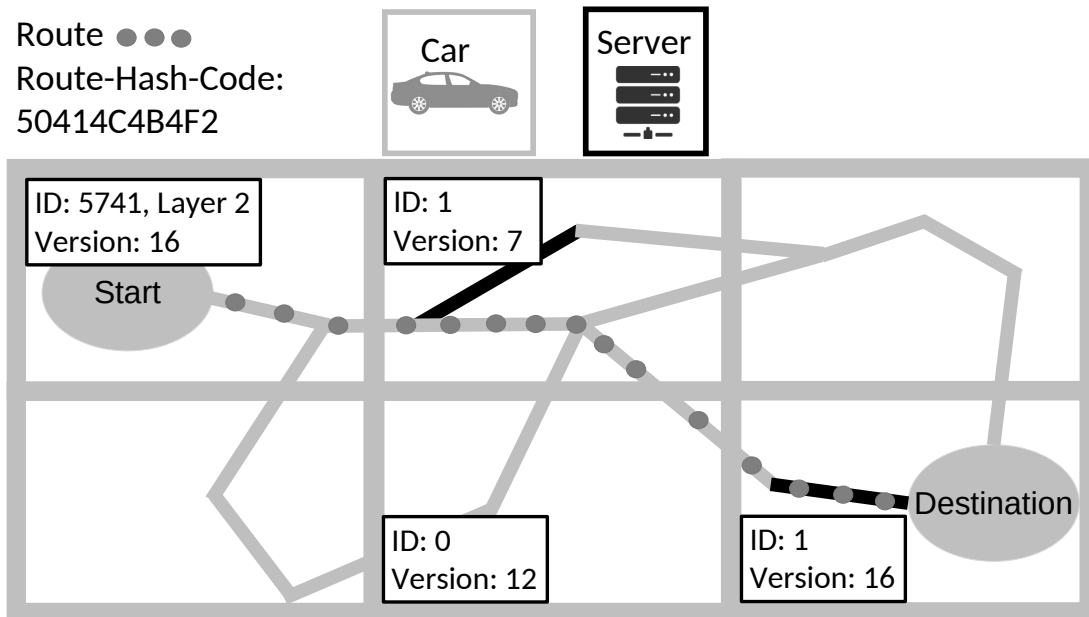 Route
Route-Hash-Code:
50414C4B4F2
Car
Server
ID: 5741, Layer 2
Version: 16
ID: 1
Version: 7
Start
Destination
ID: 0
Version: 12
ID: 1
Version: 16